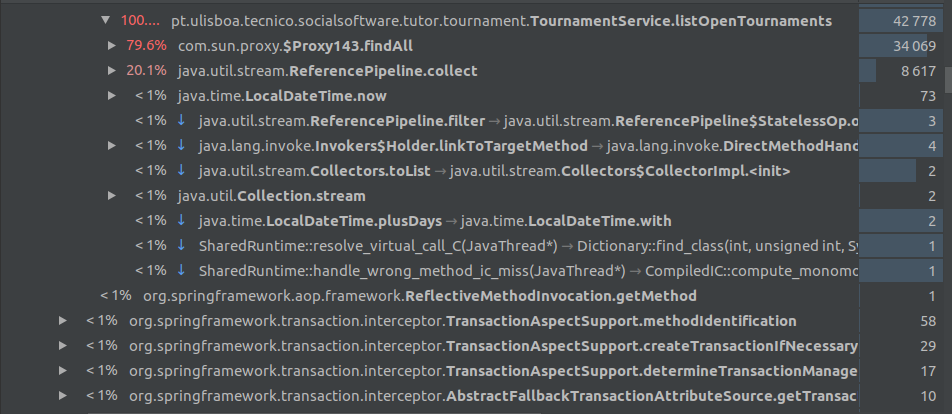 ▼ 100.... pt.ulisboa.tecnico.socialsoftware.tutor.tournament.TournamentService.listOpenTournaments 42 778
▶ 79.6% com.sun.proxy.$Proxy143.findAll 34 069
▶ 20.1% java.util.stream.ReferencePipeline.collect 8 617
▶ < 1% java.time.LocalDateTime.now 73
< 1% ↓ java.util.stream.ReferencePipeline.filter → java.util.stream.ReferencePipeline$StatelessOp.o 3
▶ < 1% ↓ java.lang.invoke.Invokers$Holder.linkToTargetMethod → java.lang.invoke.DirectMethodHand 4
< 1% ↓ java.util.stream.Collectors.toList → java.util.stream.Collectors$CollectorImpl.<init> 2
▶ < 1% java.util.Collection.stream 2
< 1% ↓ java.time.LocalDateTime.plusDays → java.time.LocalDateTime.with 2
< 1% ↓ SharedRuntime::resolve_virtual_call_C(JavaThread*) → Dictionary::find_class(int, unsigned int, Sy 1
< 1% ↓ SharedRuntime::handle_wrong_method_ic_miss(JavaThread*) → CompiledIC::compute_monomo 1
< 1% org.springframework.aop.framework.ReflectiveMethodInvocation.getMethod 1
▶ < 1% org.springframework.transaction.interceptor.TransactionAspectSupport.methodIdentification 58
▶ < 1% org.springframework.transaction.interceptor.TransactionAspectSupport.createTransactionIfNecessary 29
▶ < 1% org.springframework.transaction.interceptor.TransactionAspectSupport.determineTransactionManage 17
▶ < 1% org.springframework.transaction.interceptor.AbstractFallbackTransactionAttributeSource.getTransac 10